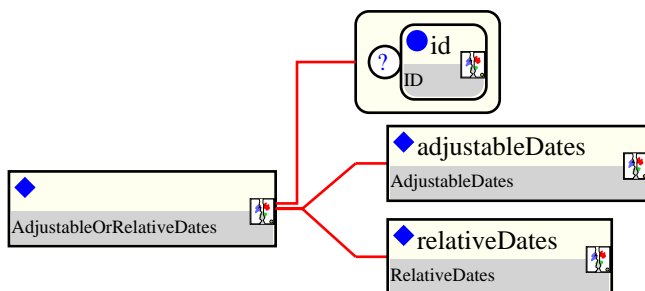 id
?
ID
adjustableDates
AdjustableDates
AdjustableOrRelativeDates
relativeDates
RelativeDates